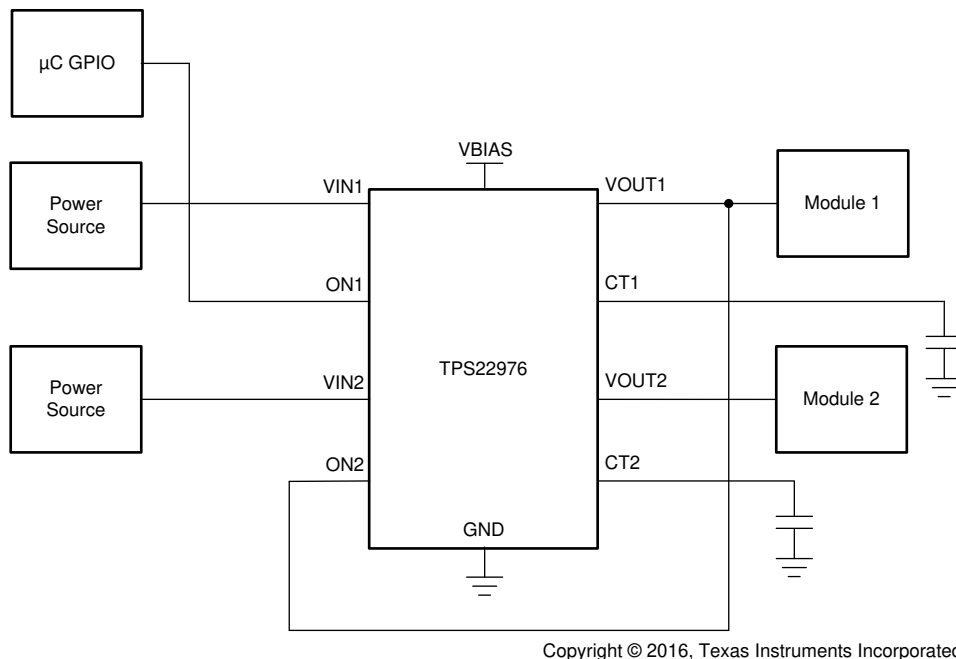 µC GPIO
VBIAS
VIN1
VOUT1
Power
Source
Module 1
ON1
CT1
TPS22976
Power
Source
VIN2
VOUT2
Module 2
ON2
CT2
GND
Copyright © 2016, Texas Instruments Incorporated